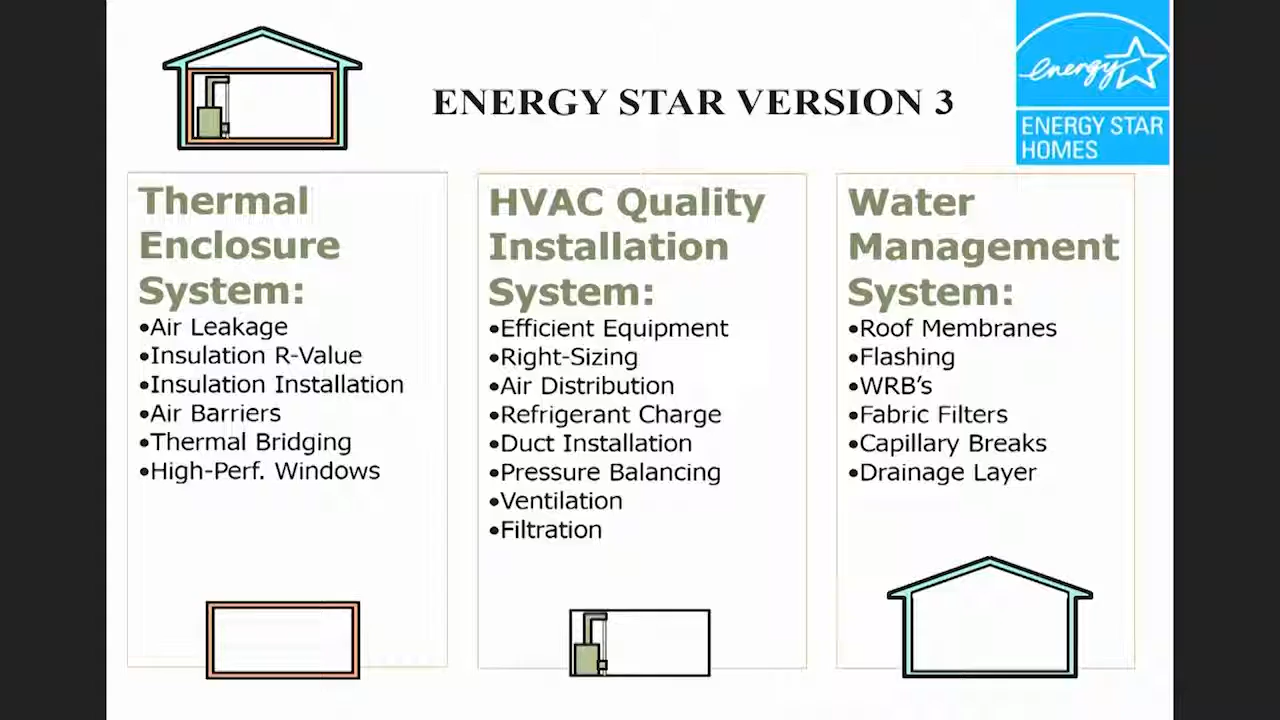 ENERGY STAR VERSION 3
energy
ENERGY STAR
HOMES
Thermal
Enclosure
System:
•Air Leakage
•Insulation R-Value
•Insulation Installation
•Air Barriers
•Thermal Bridging
•High-Perf. Windows
HVAC Quality
Installation
System:
•Efficient Equipment
•Right-Sizing
•Air Distribution
•Refrigerant Charge
•Duct Installation
•Pressure Balancing
•Ventilation
•Filtration
Water
Management
System:
•Roof Membranes
•Flashing
•WRB’s
•Fabric Filters
•Capillary Breaks
•Drainage Layer